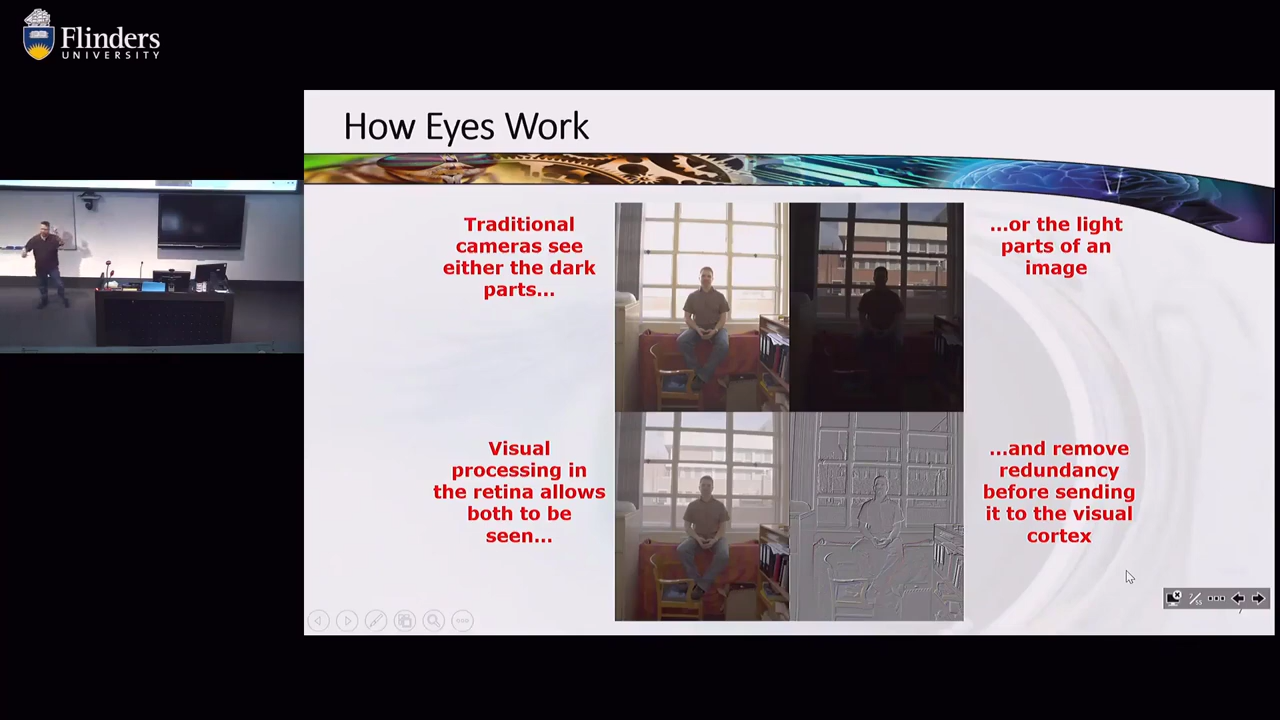 Flinders
UNIVERSITY
How Eyes Work
Traditional
cameras see
either the dark
parts...
...or the light
parts of an
image
Visual
processing in
the retina allows
both to be
seen...
...and remove
redundancy
before sending
it to the visual
cortex
7/55